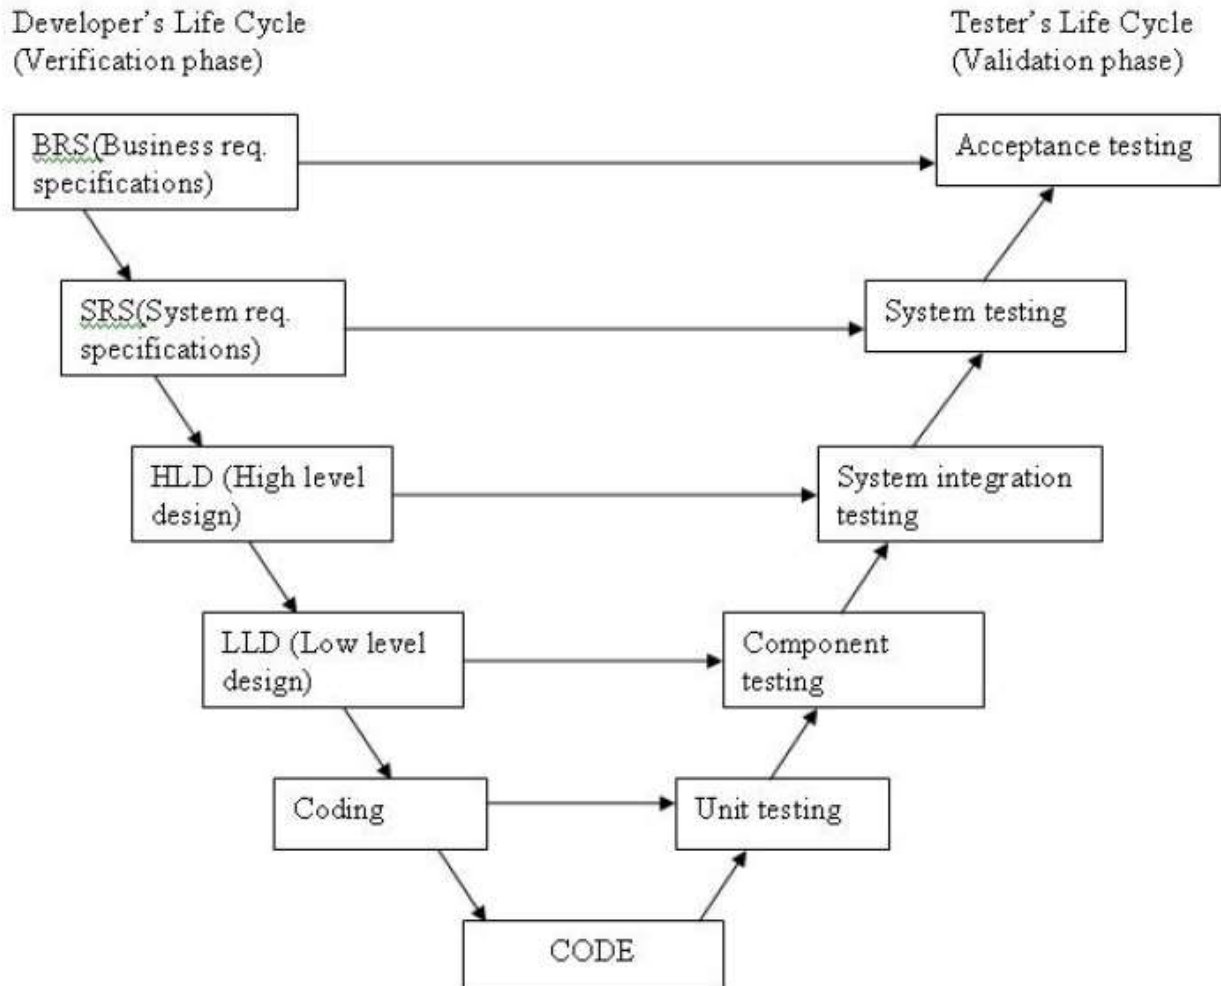 Developer's Life Cycle
(Verification phase)
Tester's Life Cycle
(Validation phase)
BRS(Business req.
specifications)
Acceptance testing
SRS(System req.
specifications)
System testing
HLD (High level
design)
System integration
testing
LLD (Low level
design)
Component
testing
Coding
Unit testing
CODE